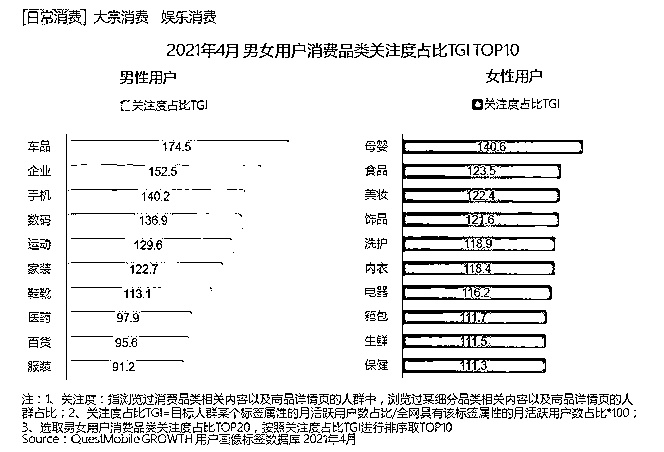 [日常消费] 大宗消费 娱乐消费
2021年4月 男女用户消费品类关注度占比TGI TOP10
男性用户
女性用户
关注度占比TGI
关注度占比TGI
车品 174.5
企业 152.5
手机 140.2
数码 136.9
运动 129.6
家装 122.7
鞋靴 113.1
医药 97.9
百货 95.6
服装 91.2
母婴 140.6
食品 123.5
美妆 122.4
饰品 121.6
洗护 118.9
内衣 118.4
电器 116.2
箱包 111.7
生鲜 111.5
保健 111.3
注：1、关注度：指浏览过消费品类相关内容以及商品详情页的人群中，浏览过某细分品类相关内容以及商品详情页的人
群占比；2、关注度占比TGI=目标人群某个标签属性的月活跃用户数占比/全网具有该标签属性的月活跃用户数占比*100；
3、选取男女用户消费品类关注度占比TOP20，按照关注度占比TGI进行排序取TOP10
Source：QuestMobile GROWTH 用户画像标签数据库 2021年4月